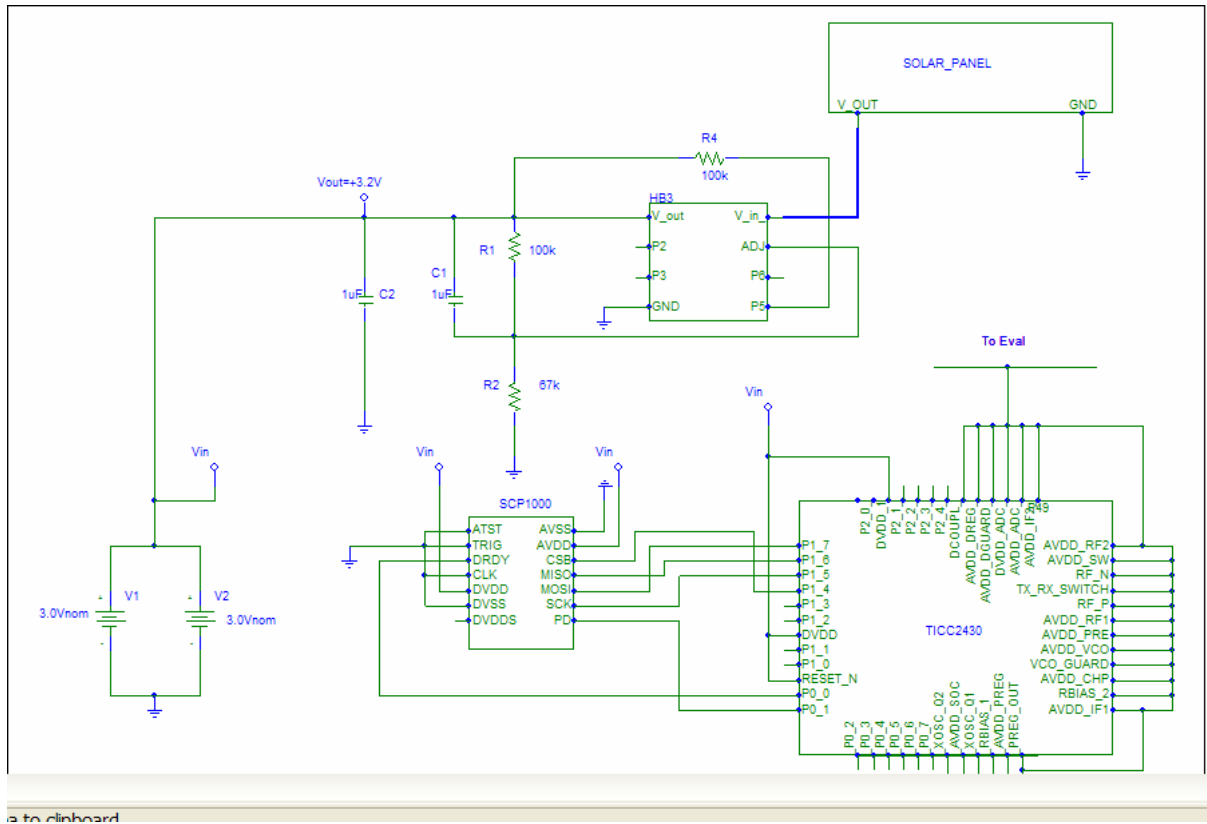 SOLAR_PANEL
V_OUT
GND
R4
100k
Vout=+3.2V
HB3
V_out
V_in_
P2
ADJ
P3
P6
GND
P5
R1
100k
C1
1uF
1uF
C2
R2
67k
To Eval
Vin
Vin
Vin
Vin
SCP1000
ATST
TRIG
DRDY
CLK
DVDD
DVSS
DVDDS
AVSS
AVDD
CSB
MISO
MOSI
SCK
PD
3.0Vnom
V1
V2
3.0Vnom
+
-
+
-
P2_0
DVDD_1
P2_1
P2_2
P2_3
P2_4
DCOUPL
AVDD_DREG
AVDD_DGUARD
DVDD_ADC
AVDD_ADC
AVDD_IF2
P1_7
P1_6
P1_5
P1_4
P1_3
P1_2
DVDD
P1_1
P1_0
RESET_N
P0_0
P0_1
TICC2430
AVDD_RF2
AVDD_SW
RF_N
TX_RX_SWITCH
RF_P
AVDD_RF1
AVDD_PRE
AVDD_VCO
VCO_GUARD
AVDD_CHP
RBIAS_2
AVDD_IF1
P0_2
P0_3
P0_4
P0_5
P0_6
P0_7
XOSC_Q2
AVDD_SOC
XOSC_Q1
RBIAS_1
AVDD_PREG
PREG_OUT
to clipboard